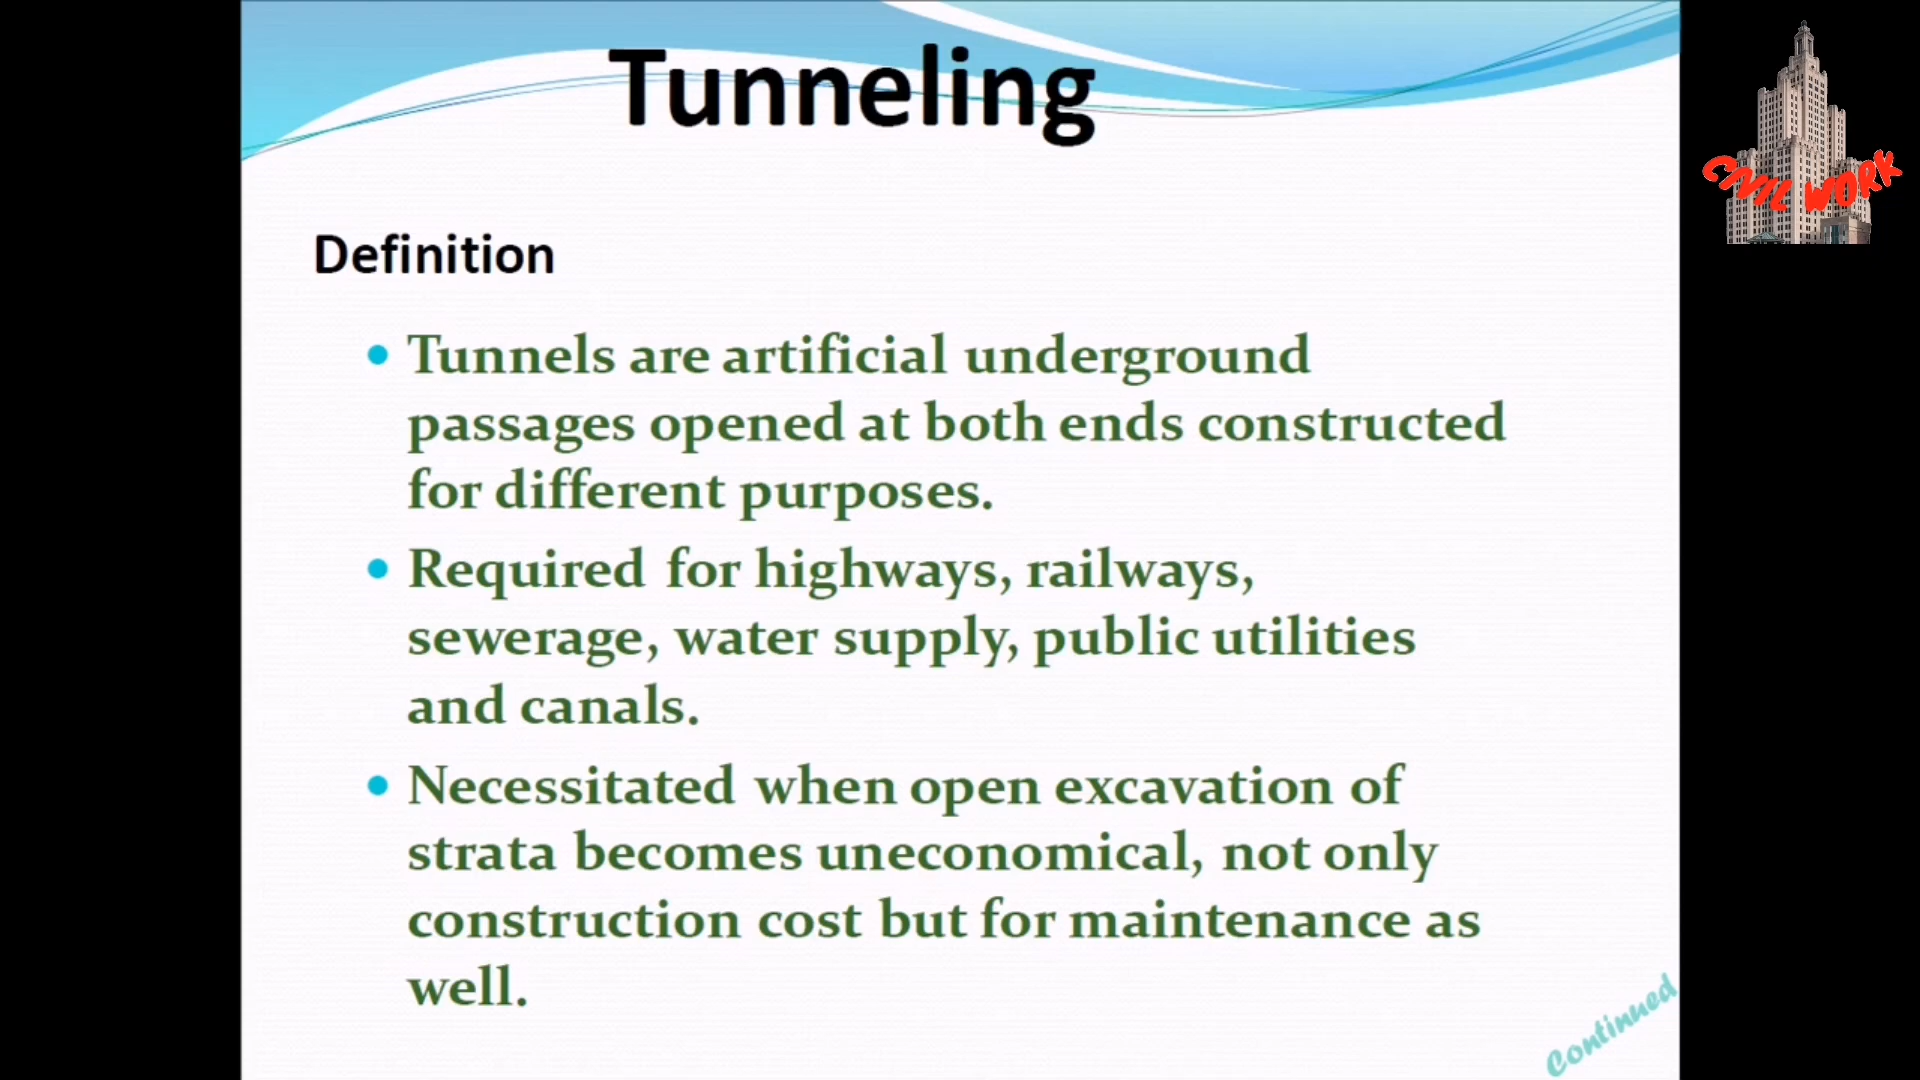 Tunneling
CIVIL WORK
Definition
• Tunnels are artificial underground
passages opened at both ends constructed
for different purposes.
• Required for highways, railways,
sewerage, water supply, public utilities
and canals.
• Necessitated when open excavation of
strata becomes uneconomical, not only
construction cost but for maintenance as
well.
Continued